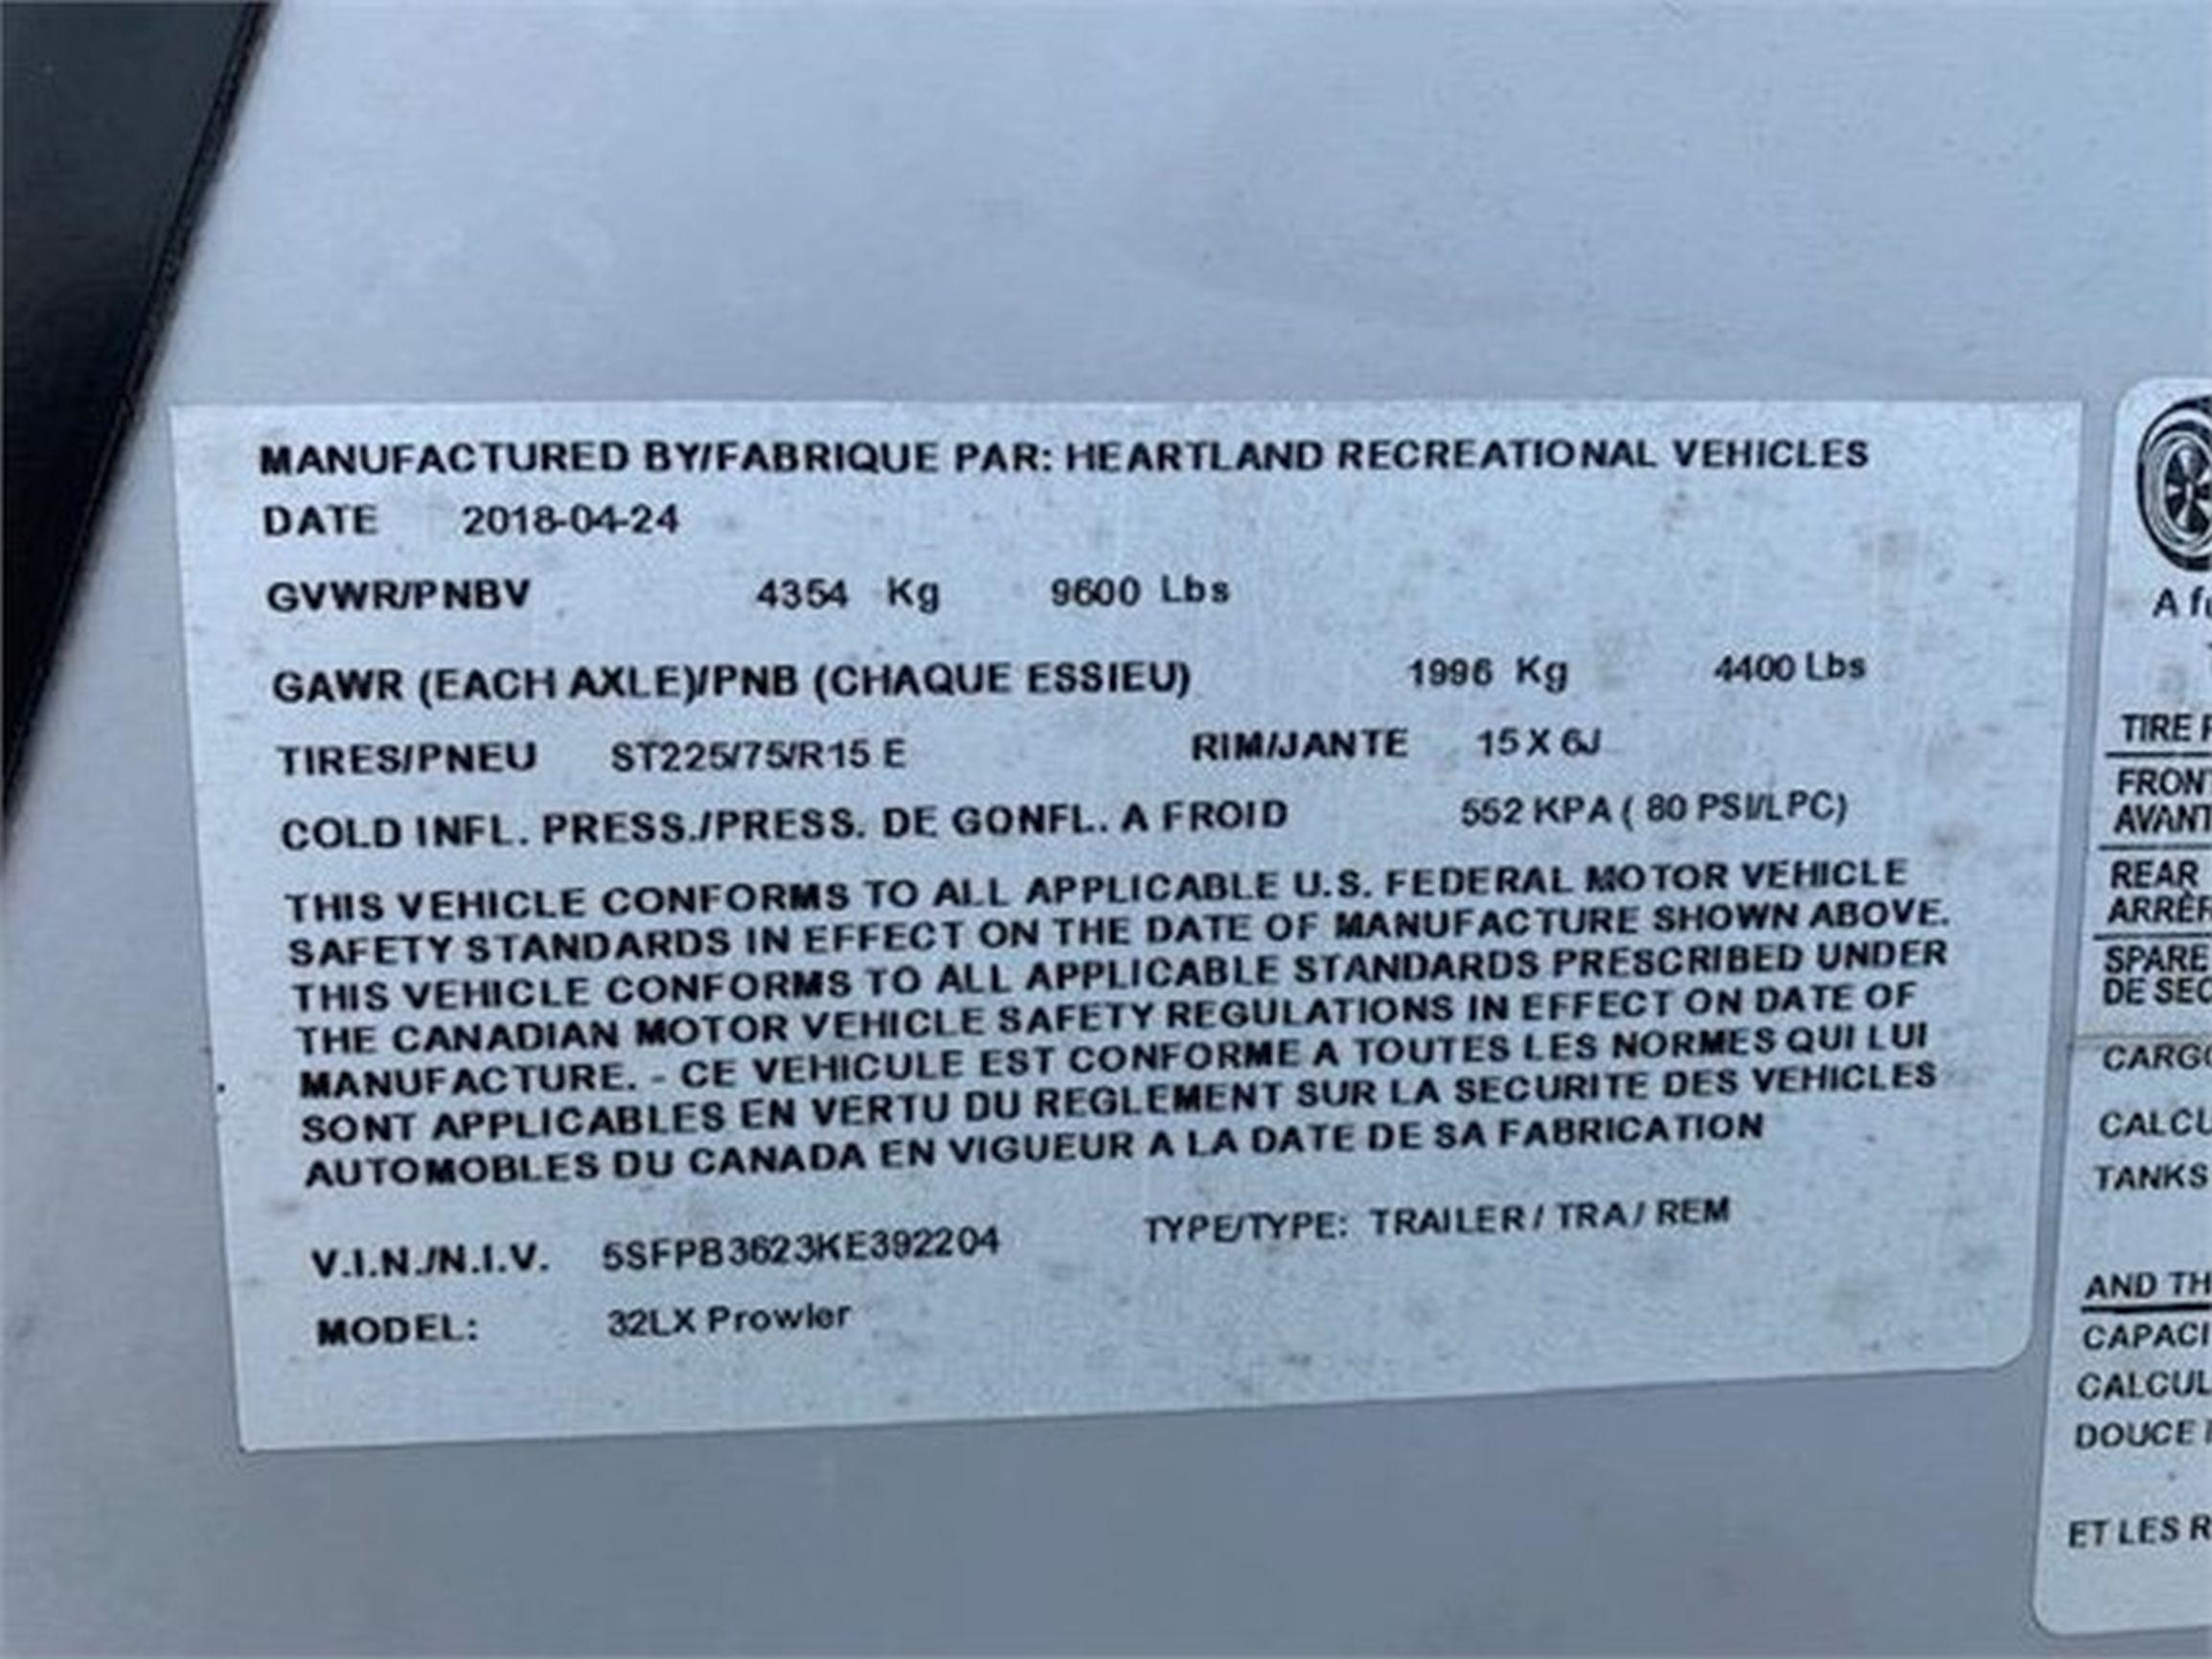 MANUFACTURED BY/FABRIQUE PAR: HEARTLAND RECREATIONAL VEHICLES
DATE 2018-04-24
GVWR/PNBV 4354 Kg 9600 Lbs
GAWR (EACH AXLE)/PNB (CHAQUE ESSIEU) 1996 Kg 4400 Lbs
TIRES/PNEU ST225/75/R15 E RIM/JANTE 15 X 6J
COLD INFL. PRESS./PRESS. DE GONFL. A FROID 552 KPA ( 80 PSI/LPC)
THIS VEHICLE CONFORMS TO ALL APPLICABLE U.S. FEDERAL MOTOR VEHICLE
SAFETY STANDARDS IN EFFECT ON THE DATE OF MANUFACTURE SHOWN ABOVE.
THIS VEHICLE CONFORMS TO ALL APPLICABLE STANDARDS PRESCRIBED UNDER
THE CANADIAN MOTOR VEHICLE SAFETY REGULATIONS IN EFFECT ON DATE OF
MANUFACTURE. - CE VEHICULE EST CONFORME A TOUTES LES NORMES QUI LUI
SONT APPLICABLES EN VERTU DU REGLEMENT SUR LA SECURITE DES VEHICLES
AUTOMOBLES DU CANADA EN VIGUEUR A LA DATE DE SA FABRICATION
V.I.N./N.I.V. 5SFPB3623KE392204 TYPE/TYPE: TRAILER / TRA / REM
MODEL: 32LX Prowler
A
TIRE
FRON
AVANT
REAR
ARRE
SPARE
DE SEC
CARGO
CALCU
TANKS
AND TH
CAPACI
CALCUL
DOUCE
ET LES R